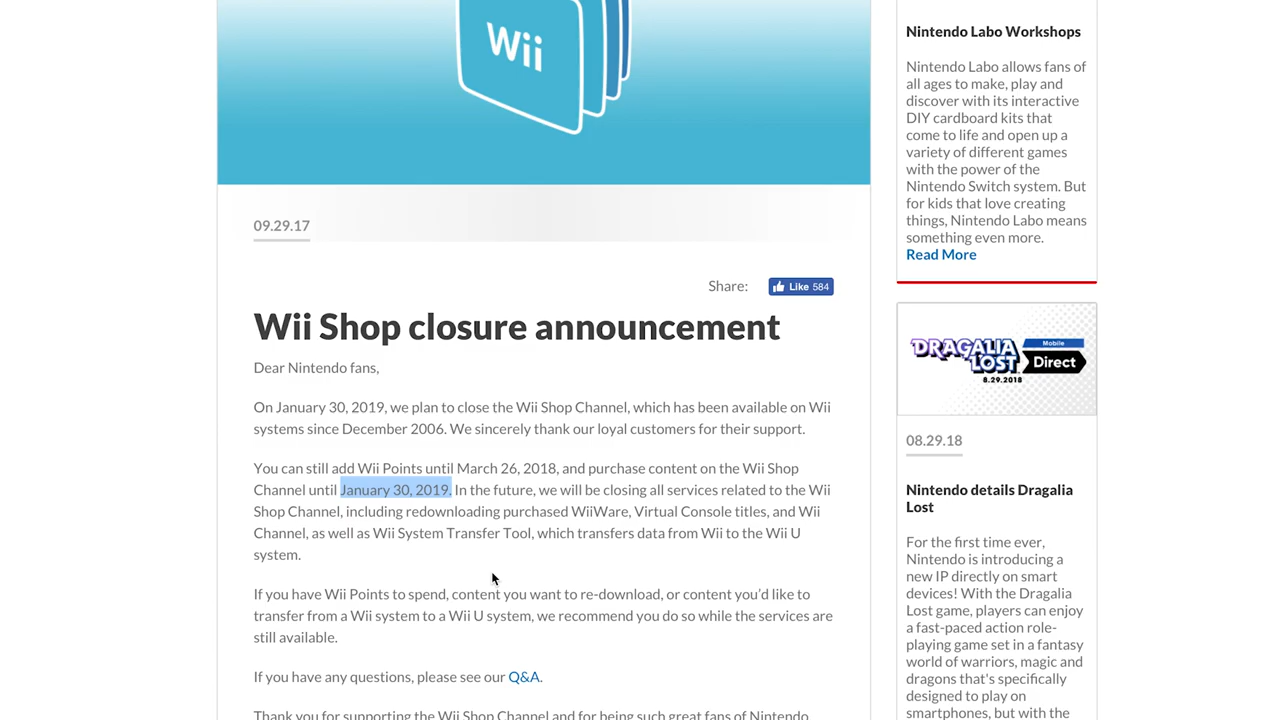 Wii
09.29.17
Share:
Like 584
Wii Shop closure announcement
Dear Nintendo fans,
On January 30, 2019, we plan to close the Wii Shop Channel, which has been available on Wii
systems since December 2006. We sincerely thank our loyal customers for their support.
You can still add Wii Points until March 26, 2018, and purchase content on the Wii Shop
Channel until January 30, 2019. In the future, we will be closing all services related to the Wii
Shop Channel, including redownloading purchased WiiWare, Virtual Console titles, and Wii
Channel, as well as Wii System Transfer Tool, which transfers data from Wii to the Wii U
system.
If you have Wii Points to spend, content you want to re-download, or content you'd like to
transfer from a Wii system to a Wii U system, we recommend you do so while the services are
still available.
If you have any questions, please see our Q&A.
Thank you for supporting the Wii Shop Channel and for being such great fans of Nintendo
Nintendo Labo Workshops
Nintendo Labo allows fans of
all ages to make, play and
discover with its interactive
DIY cardboard kits that
come to life and open up a
variety of different games
with the power of the
Nintendo Switch system. But
for kids that love creating
things, Nintendo Labo means
something even more.
Read More
DRAGALIA
LOST
Mobile
Direct
8.29.2018
08.29.18
Nintendo details Dragalia
Lost
For the first time ever,
Nintendo is introducing a
new IP directly on smart
devices! With the Dragalia
Lost game, players can enjoy
a fast-paced action role-
playing game set in a fantasy
world of warriors, magic and
dragons that's specifically
designed to play on
smartphones, but with the